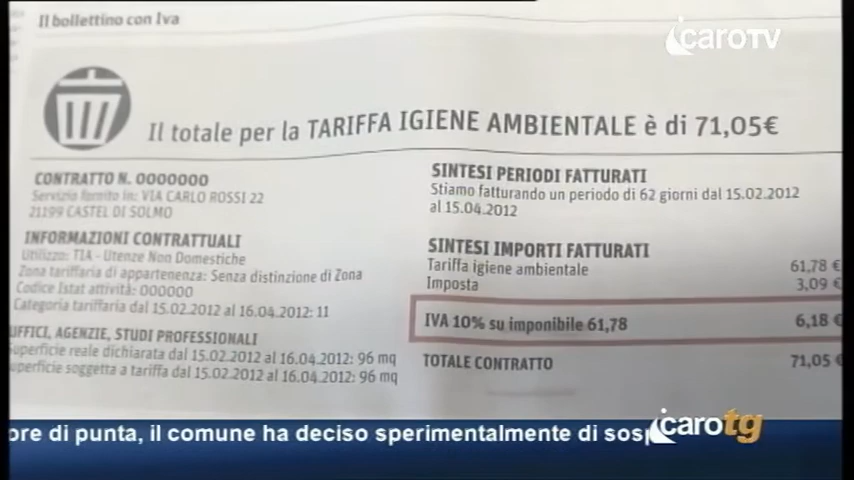 Il bollettino con Iva
icaroTV
Il totale per la TARIFFA IGIENE AMBIENTALE è di 71,05€
CONTRATTO N. 0000000
Servizio fornito in: VIA CARLO ROSSI 22
21199 CASTEL DI SOLMO
INFORMAZIONI CONTRATTUALI
Utilizzo: TIA - Utenze Non Domestiche
Zona tariffaria di appartenenza: Senza distinzione di Zona
Codice Istat attività: 000000
Categoria tariffaria dal 15.02.2012 al 16.04.2012: 11
UFFICI, AGENZIE, STUDI PROFESSIONALI
Superficie reale dichiarata dal 15.02.2012 al 16.04.2012: 96 mq
Superficie soggetta a tariffa dal 15.02.2012 al 16.04.2012: 96 mq
SINTESI PERIODI FATTURATI
Stiamo fatturando un periodo di 62 giorni dal 15.02.2012
al 15.04.2012
SINTESI IMPORTI FATTURATI
Tariffa igiene ambientale 61,78 €
Imposta 3,09 €
IVA 10% su imponibile 61,78 6,18 €
TOTALE CONTRATTO 71,05 €
ore di punta, il comune ha deciso sperimentalmente di sosp
icarotg